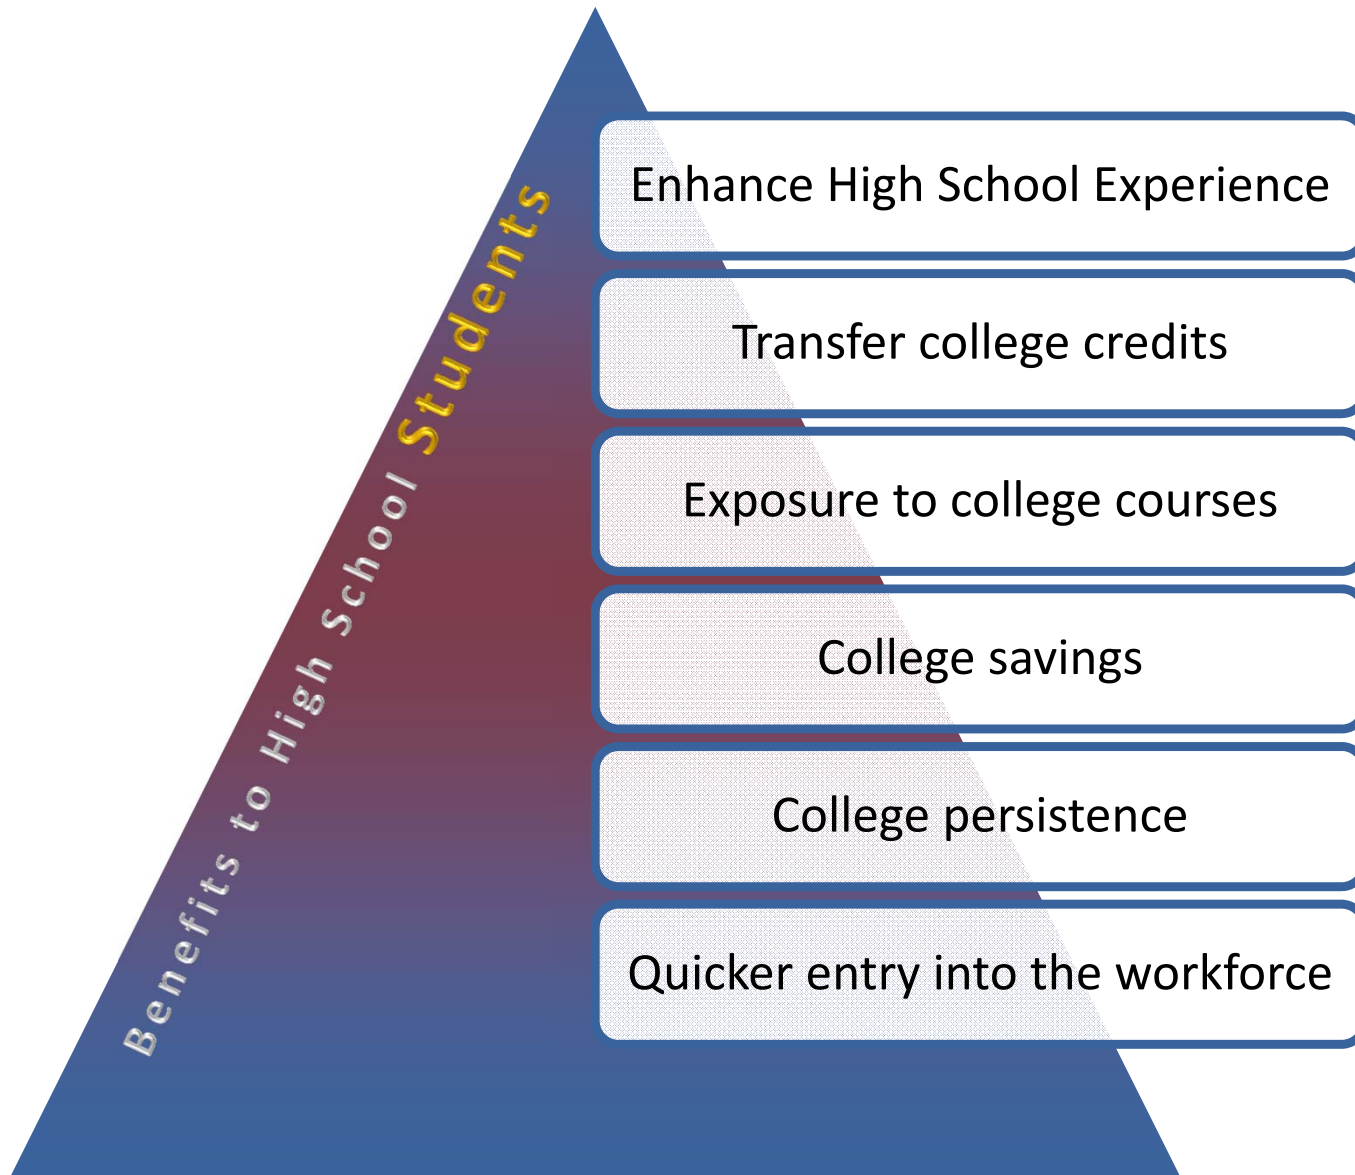 Benefits to High School Students
Enhance High School Experience
Transfer college credits
Exposure to college courses
College savings
College persistence
Quicker entry into the workforce